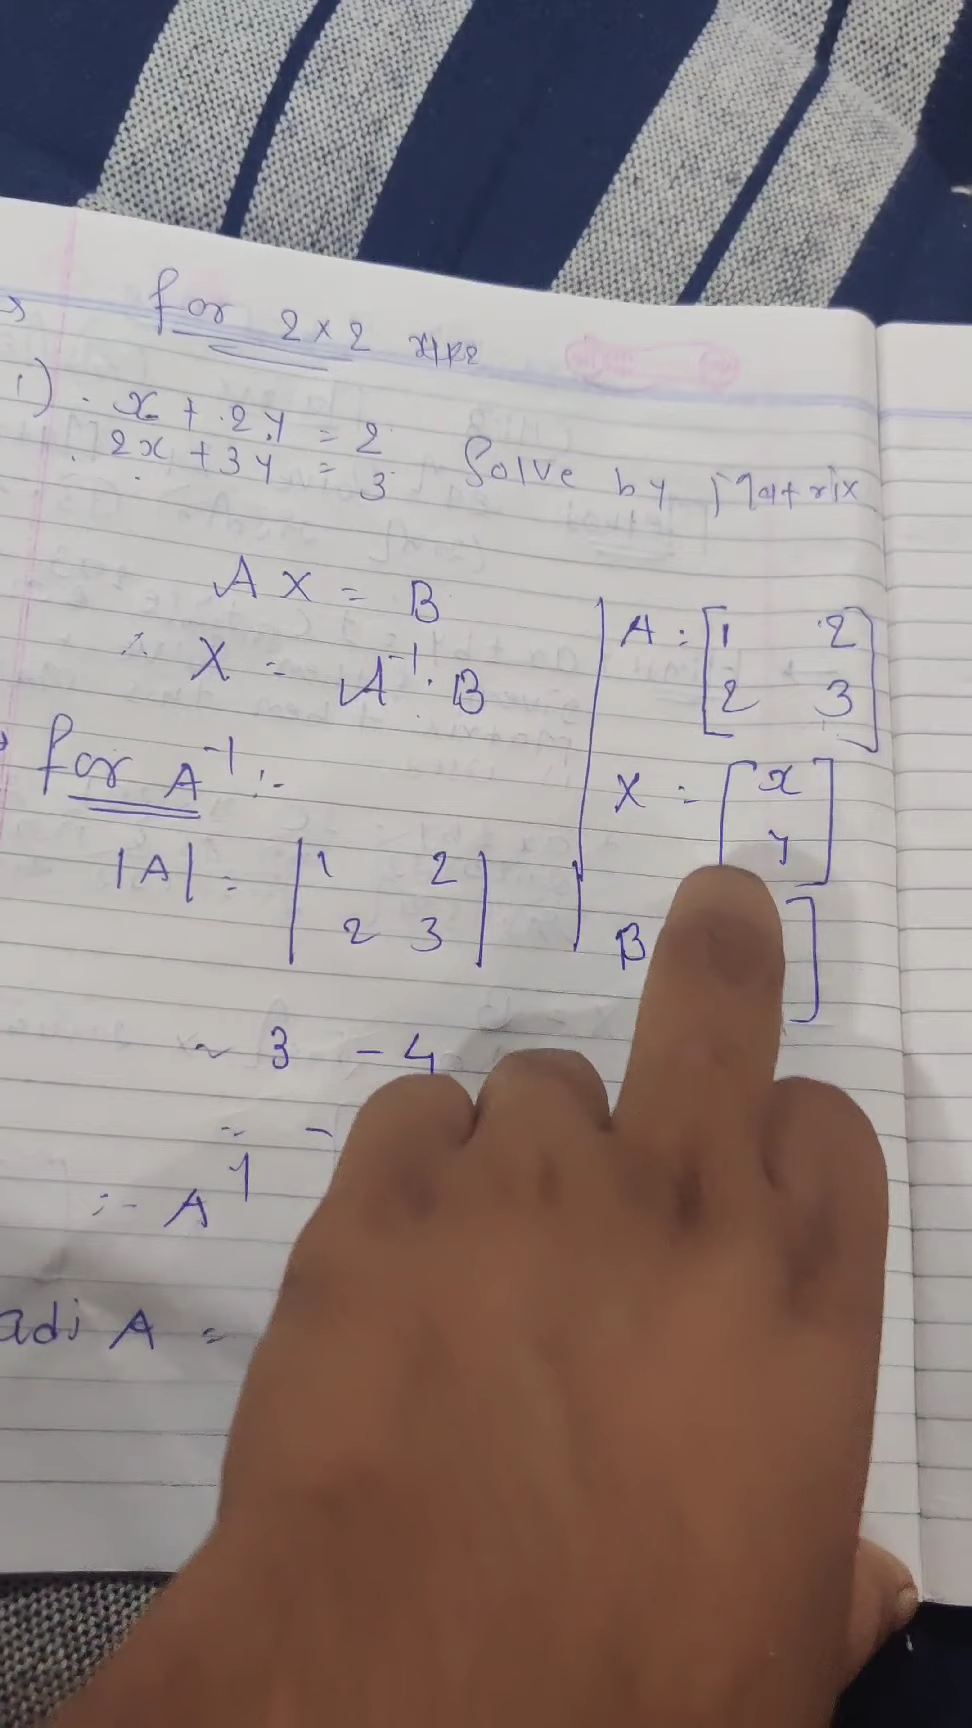 for 2 × 2
1) x + 2y = 2
2x + 3y = 3 Solve by Matrix
AX = B
∴ X = A⁻¹. B
A = [1 2
2 3]
X = [x
y]
B ]
for A⁻¹ :-
|A| = |1 2
2 3|
= 3 - 4
= -
:- A⁻¹
adj A =